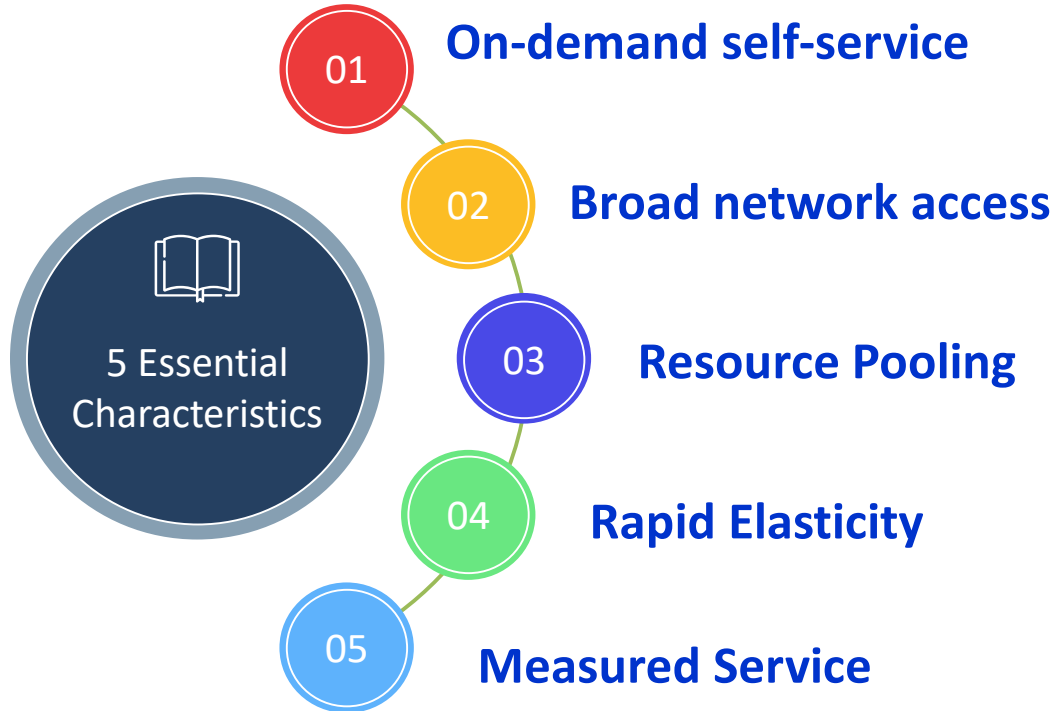 01
On-demand self-service
02
Broad network access
5 Essential
Characteristics
03
Resource Pooling
04
Rapid Elasticity
05
Measured Service